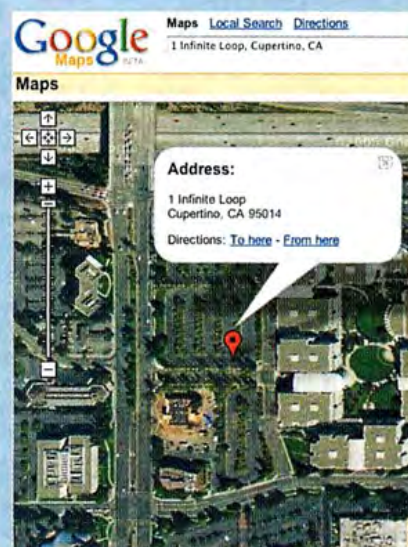 Google
Maps BETA
Maps Local Search Directions
1 Infinite Loop, Cupertino, CA
Maps
Address:
1 Infinite Loop
Cupertino, CA 95014
Directions: To here - From here